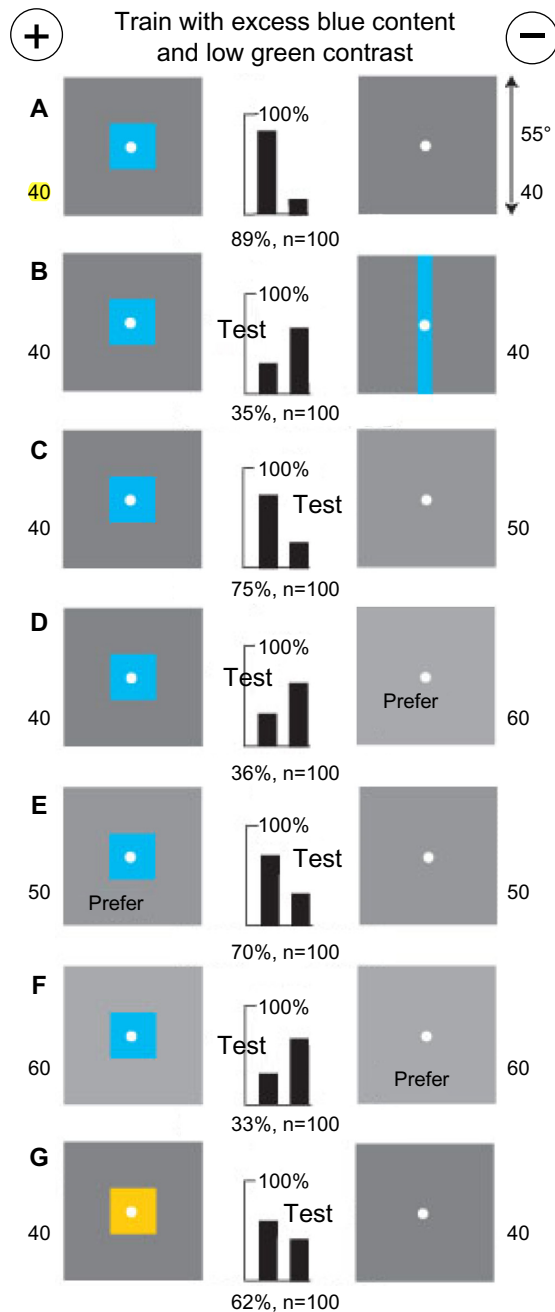 + Train with excess blue content −
and low green contrast
A
100%
55°
40 40
89%, n=100
B
100%
Test
40 40
35%, n=100
C
100%
Test
40 50
75%, n=100
D
100%
Test
Prefer
40 60
36%, n=100
E
100%
Test
50 50
Prefer
70%, n=100
F
100%
Test
60 60
Prefer
33%, n=100
G
100%
Test
40 40
62%, n=100